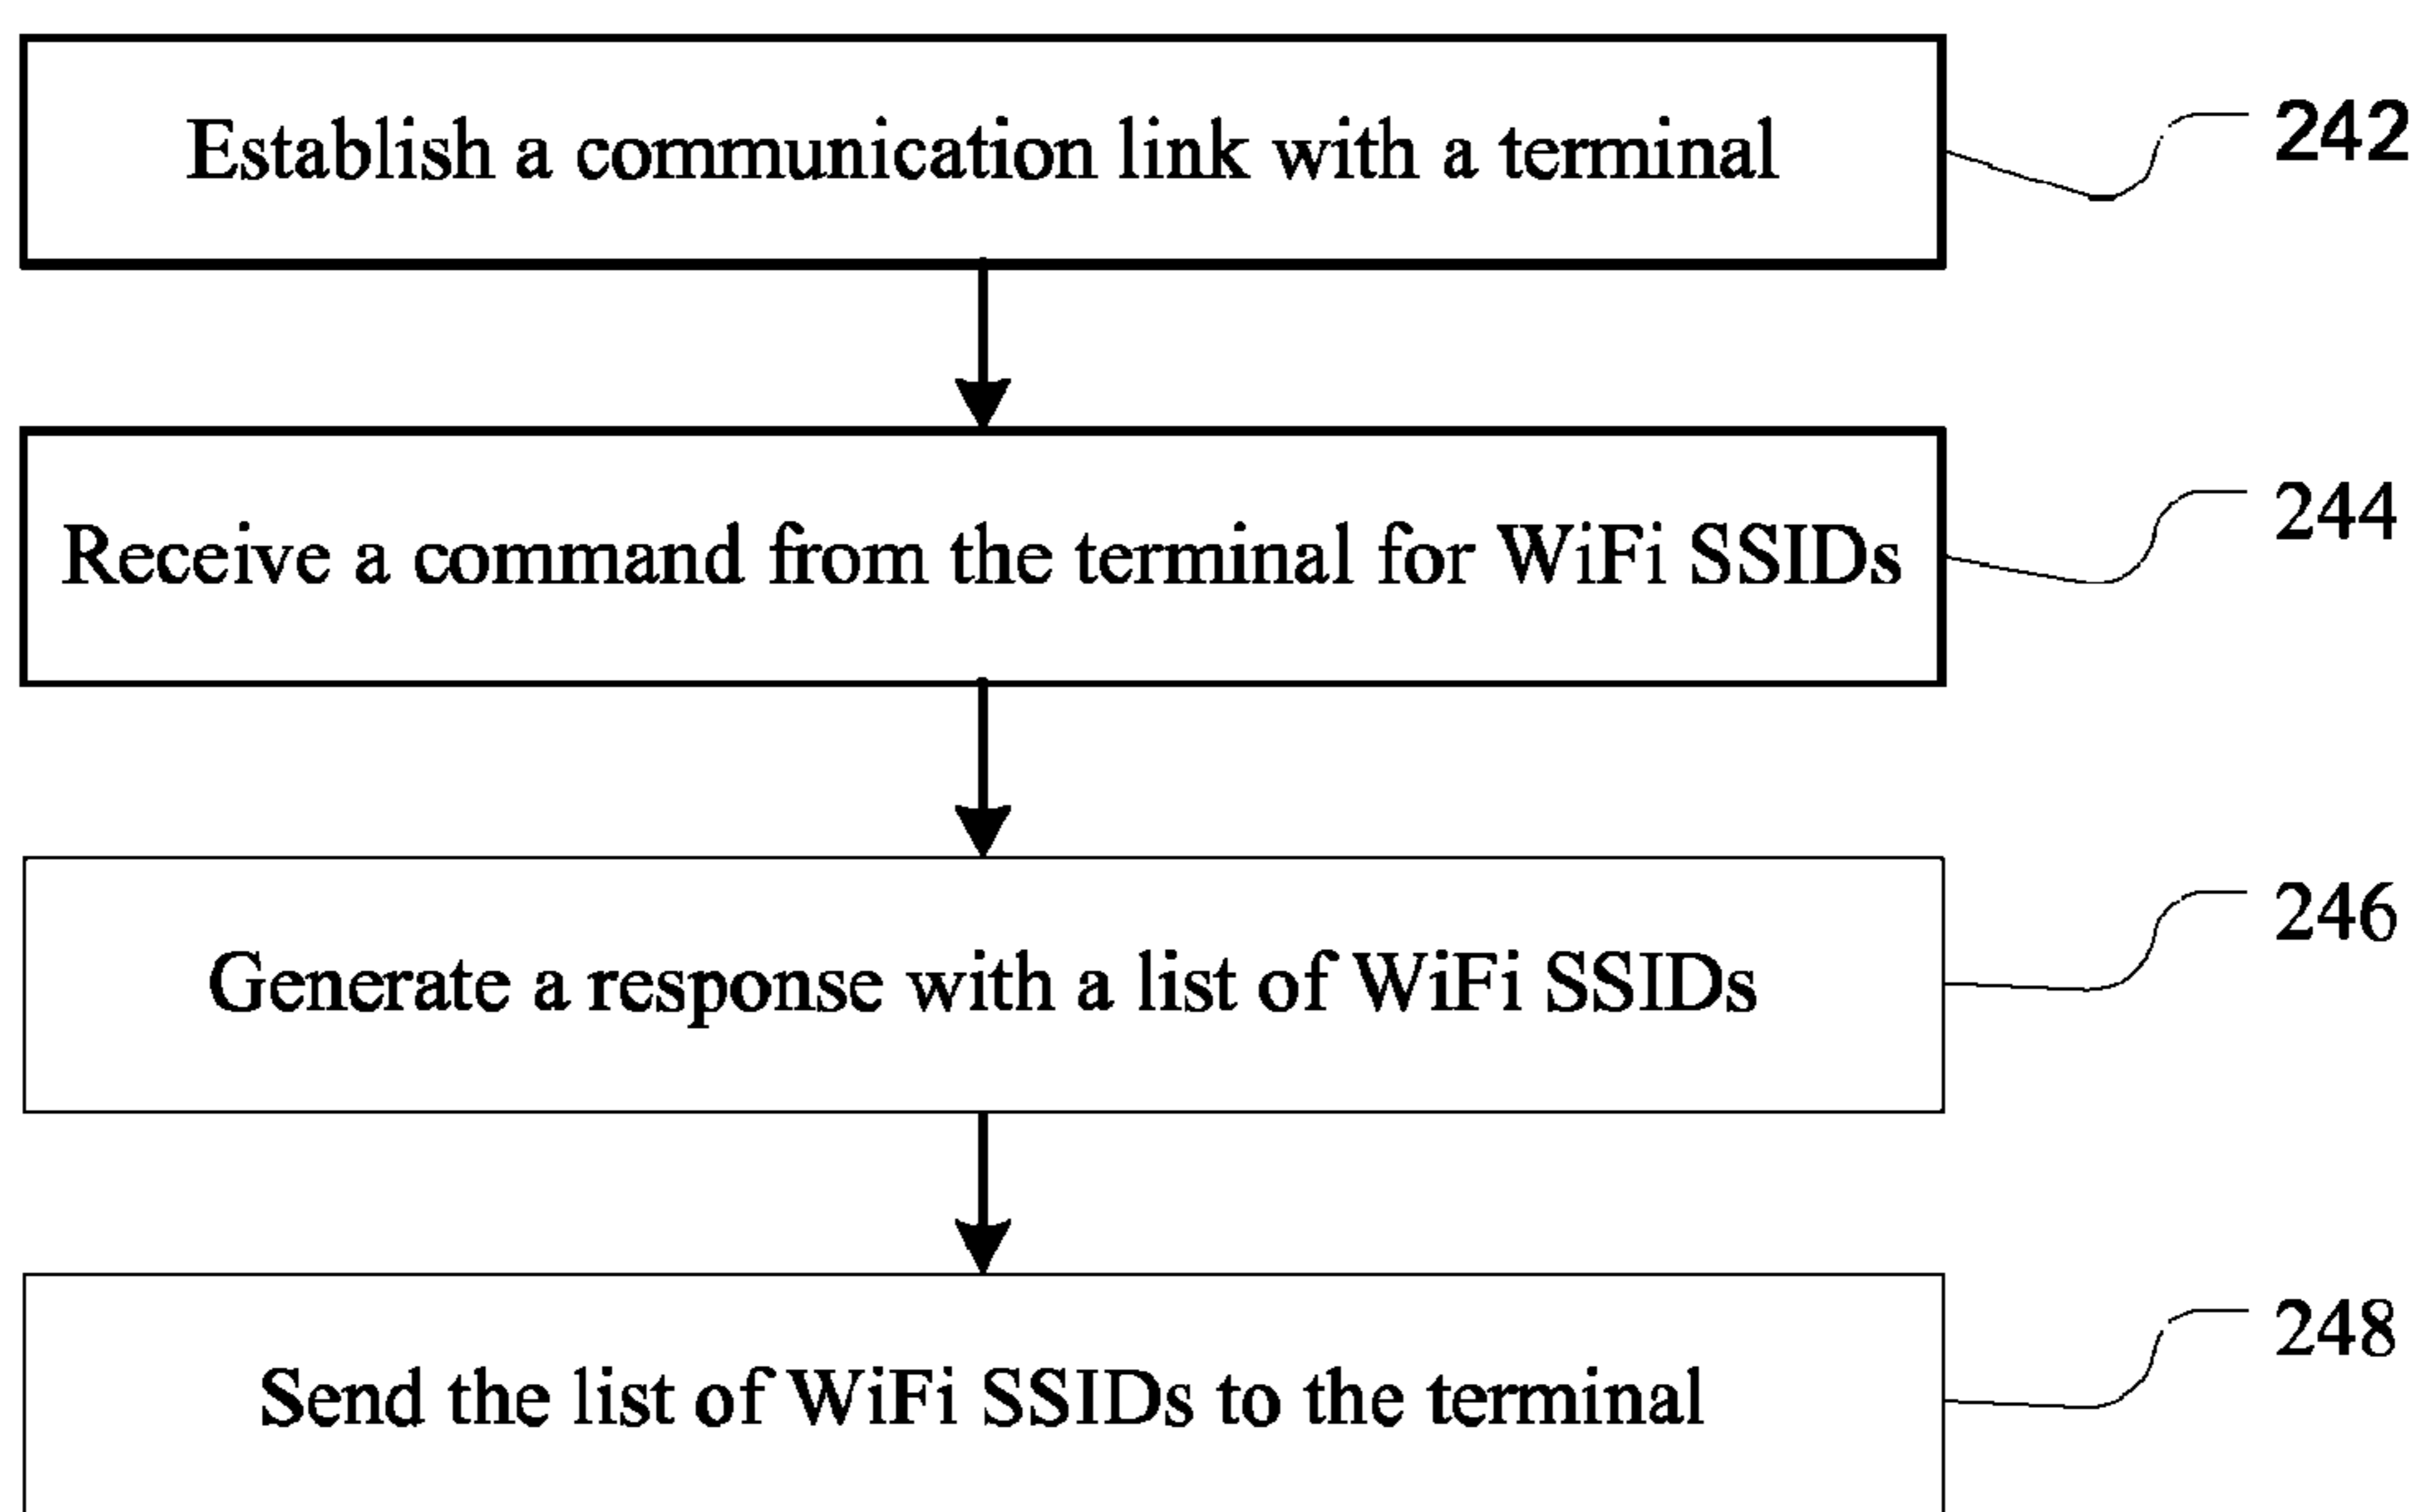 Establish a communication link with a terminal
242
Receive a command from the terminal for WiFi SSIDs
244
Generate a response with a list of WiFi SSIDs
246
Send the list of WiFi SSIDs to the terminal
248